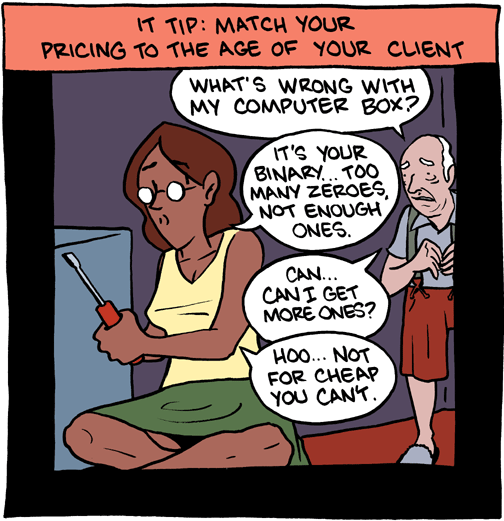 IT TIP: MATCH YOUR
PRICING TO THE AGE OF YOUR CLIENT
WHAT'S WRONG WITH
MY COMPUTER BOX?
IT'S YOUR
BINARY... TOO
MANY ZEROES,
NOT ENOUGH
ONES.
CAN...
CAN I GET
MORE ONES?
HOO... NOT
FOR CHEAP
YOU CAN'T.